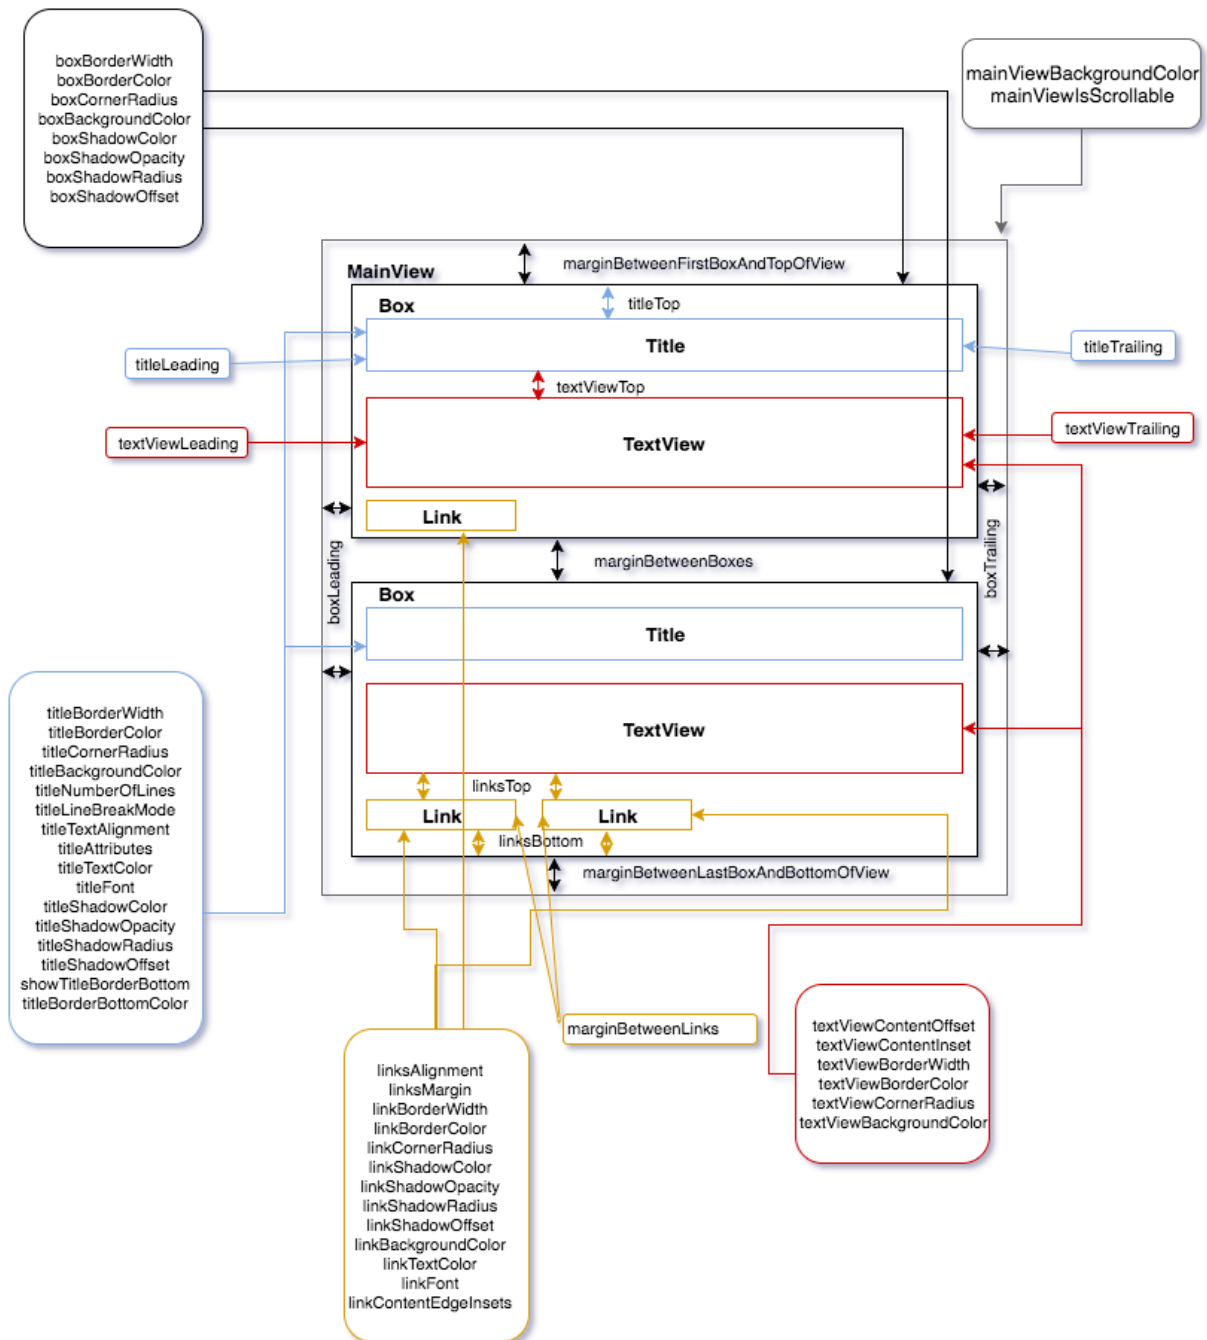 boxBorderWidth
boxBorderColor
boxCornerRadius
boxBackgroundColor
boxShadowColor
boxShadowOpacity
boxShadowRadius
boxShadowOffset
mainViewBackgroundColor
mainViewIsScrollable
marginBetweenFirstBoxAndTopOfView
MainView
Box
titleTop
Title
titleLeading
titleTrailing
textViewTop
textViewLeading
TextView
textViewTrailing
Link
boxLeading
marginBetweenBoxes
boxTrailing
Box
Title
TextView
linksTop
Link
Link
linksBottom
marginBetweenLastBoxAndBottomOfView
titleBorderWidth
titleBorderColor
titleCornerRadius
titleBackgroundColor
titleNumberOfLines
titleLineBreakMode
titleTextAlignment
titleAttributes
titleTextColor
titleFont
titleShadowColor
titleShadowOpacity
titleShadowRadius
titleShadowOffset
showTitleBorderBottom
titleBorderBottomColor
marginBetweenLinks
textViewContentOffset
textViewContentInset
textViewBorderWidth
textViewBorderColor
textViewCornerRadius
textViewBackgroundColor
linksAlignment
linksMargin
linkBorderWidth
linkBorderColor
linkCornerRadius
linkShadowColor
linkShadowOpacity
linkShadowRadius
linkShadowOffset
linkBackgroundColor
linkTextColor
linkFont
linkContentEdgeInsets